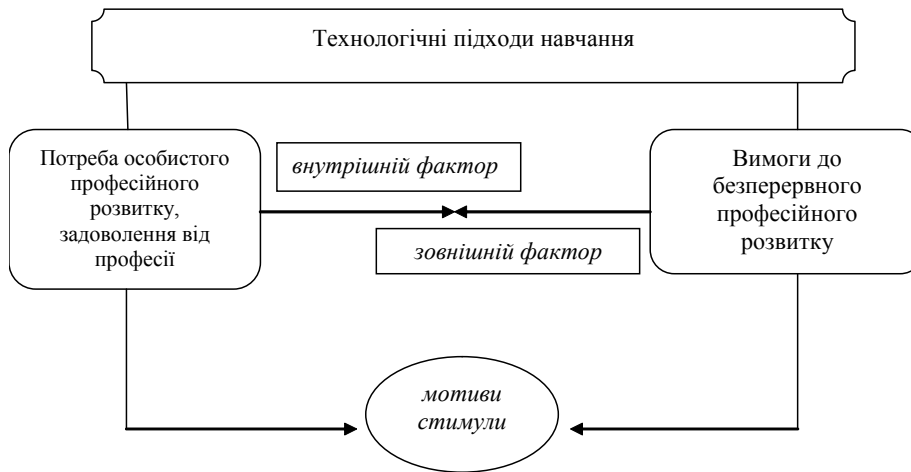 Технологічні підходи навчання
Потреба особистого
професійного
розвитку,
задоволення від
професії
внутрішній фактор
зовнішній фактор
Вимоги до
безперервного
професійного
розвитку
мотиви
стимули